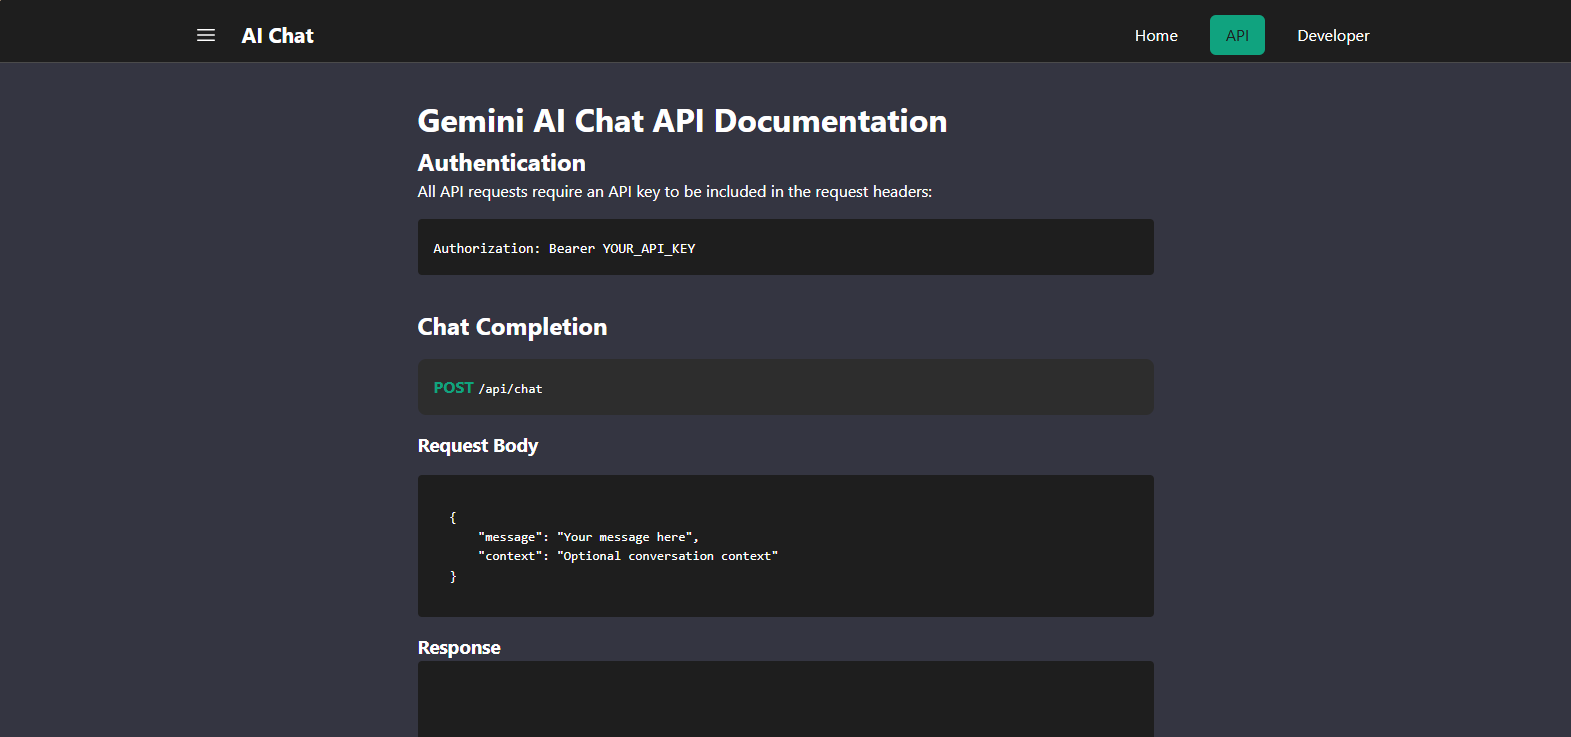 AI Chat
Home
API
Developer
Gemini AI Chat API Documentation
Authentication
All API requests require an API key to be included in the request headers:
Authorization: Bearer YOUR_API_KEY
Chat Completion
POST /api/chat
Request Body
{
    "message": "Your message here",
    "context": "Optional conversation context"
}
Response